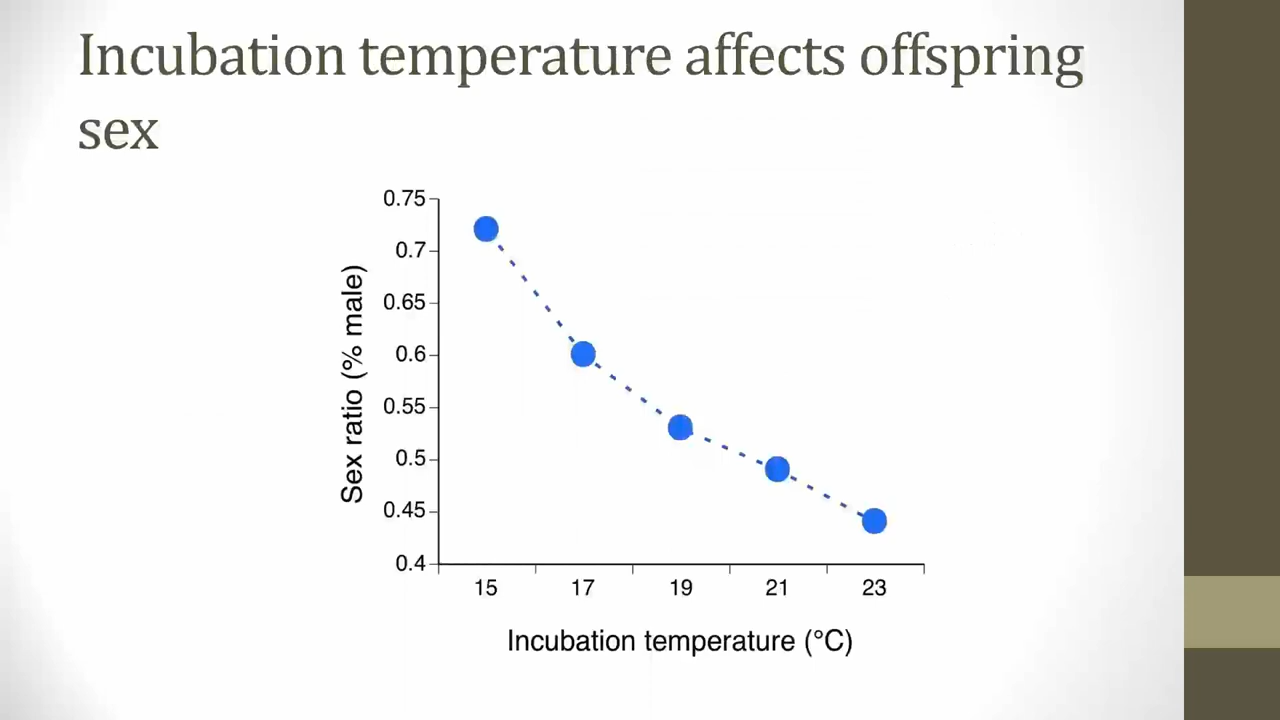 Incubation temperature affects offspring
sex
0.75
0.7
0.65
0.6
0.55
0.5
0.45
0.4
Sex ratio (% male)
15 17 19 21 23
Incubation temperature (°C)